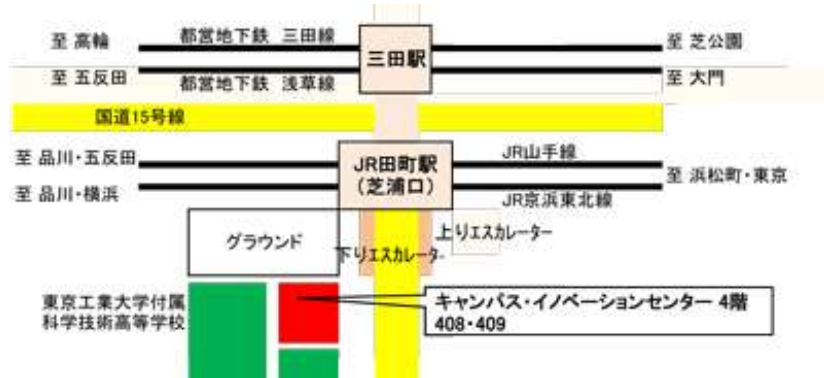 至 高輪
都営地下鉄 三田線
三田駅
至 芝公園
至 五反田
都営地下鉄 浅草線
至 大門
国道15号線
至 品川・五反田
JR田町駅
(芝浦口)
JR山手線
至 浜松町・東京
至 品川・横浜
JR京浜東北線
グラウンド
上りエスカレーター
下りエスカレーター
東京工業大学付属
科学技術高等学校
キャンパス・イノベーションセンター 4階
408・409